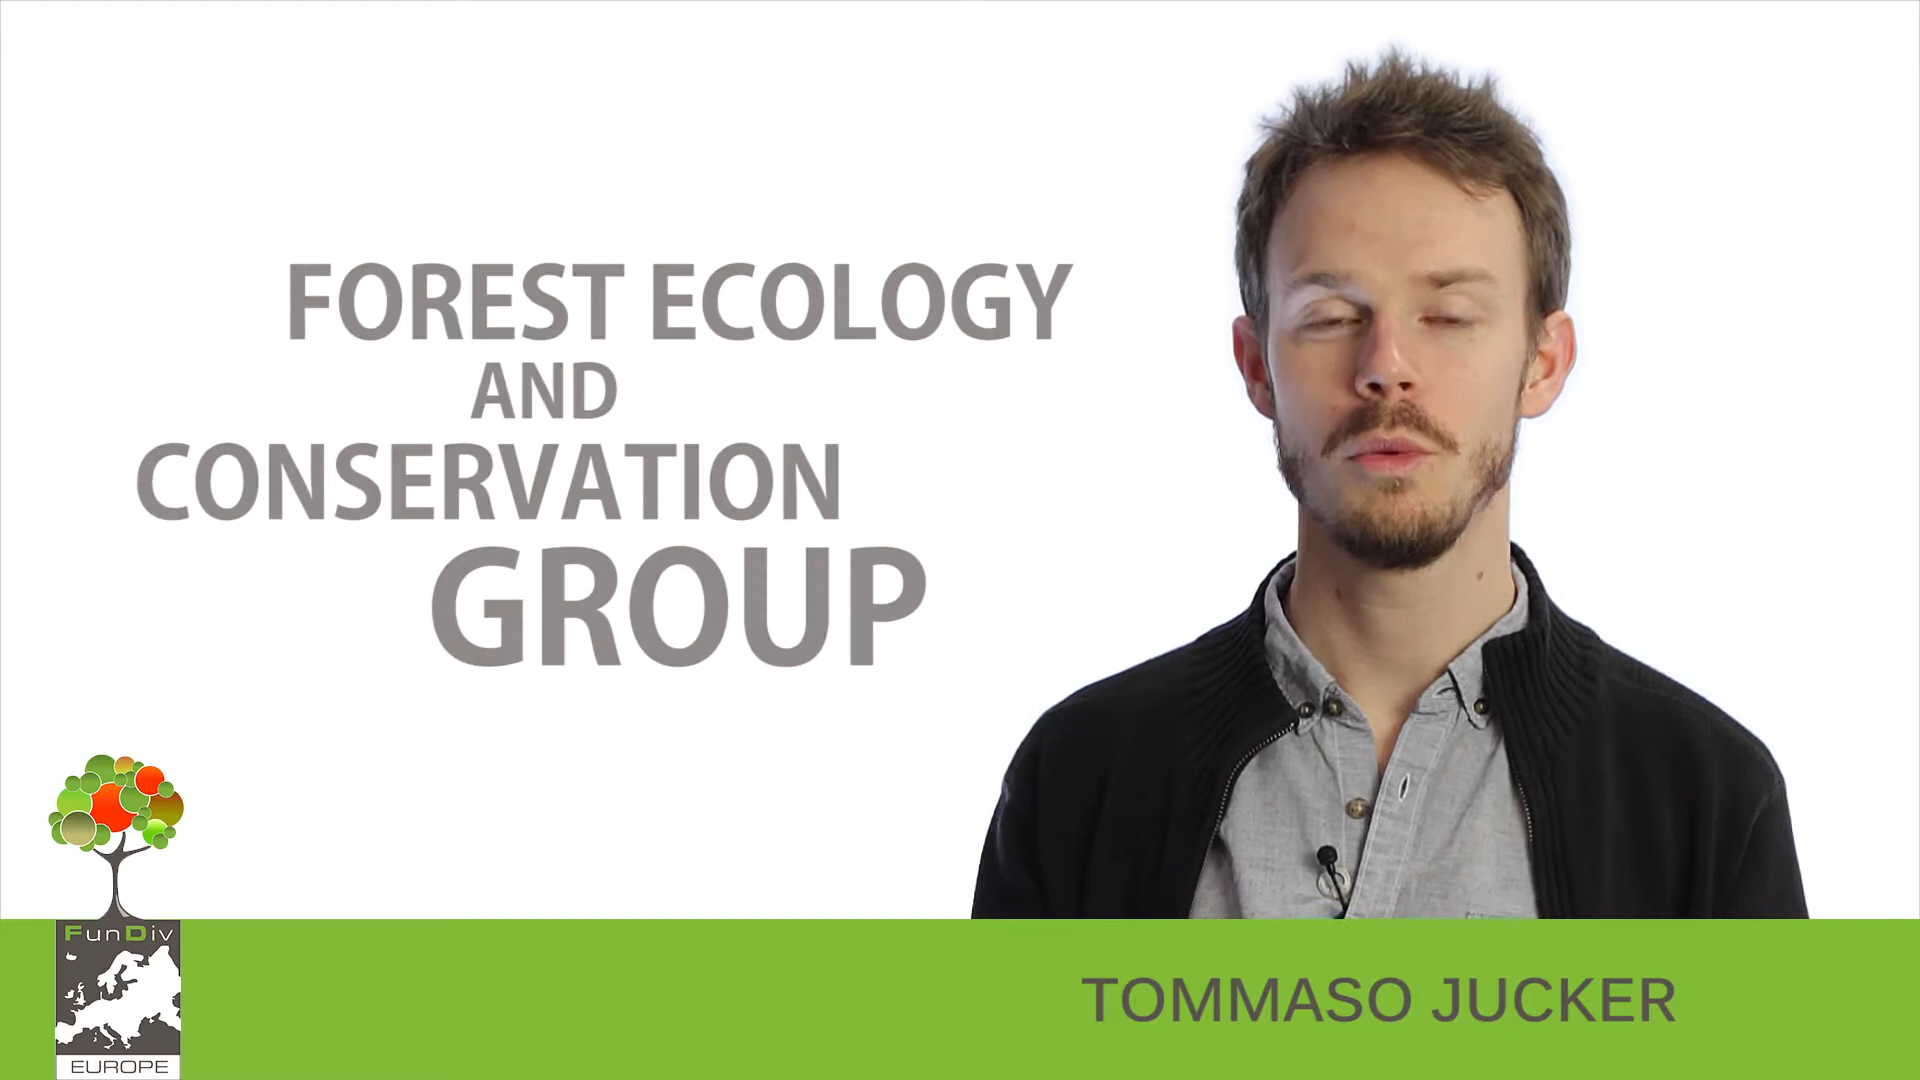 FOREST ECOLOGY
AND
CONSERVATION
GROUP
FunDiv
EUROPE
TOMMASO JUCKER